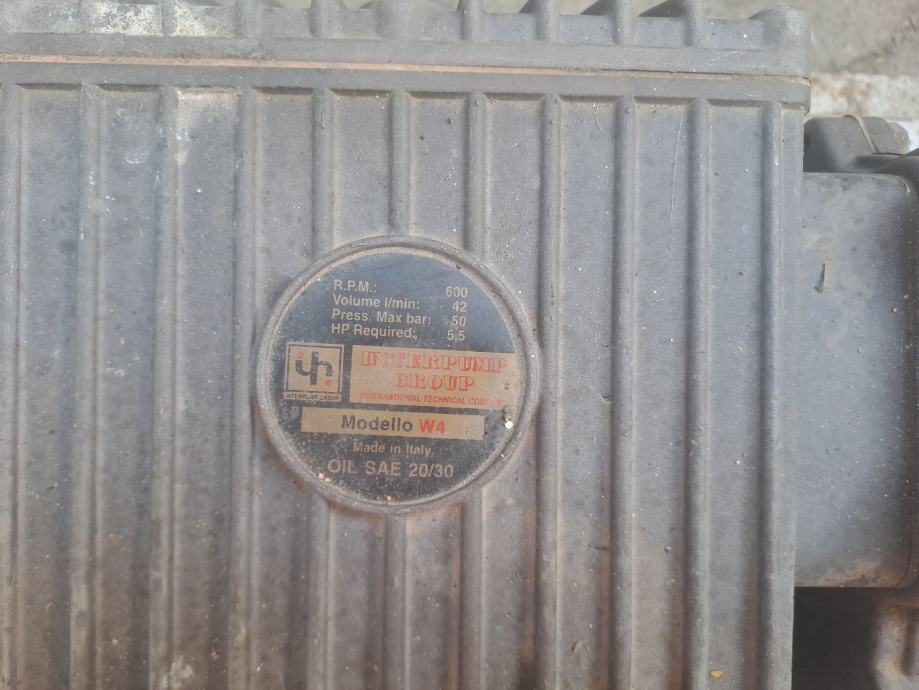 R.P.M.: 600
Volume l/min: 42
Press. Max bar: 50
HP Required: 5,5
INTERPUMP GROUP
INTERPUMP
GROUP
INTERNATIONAL TECHNICAL
Modello W4
Made in Italy
OIL SAE 20/30